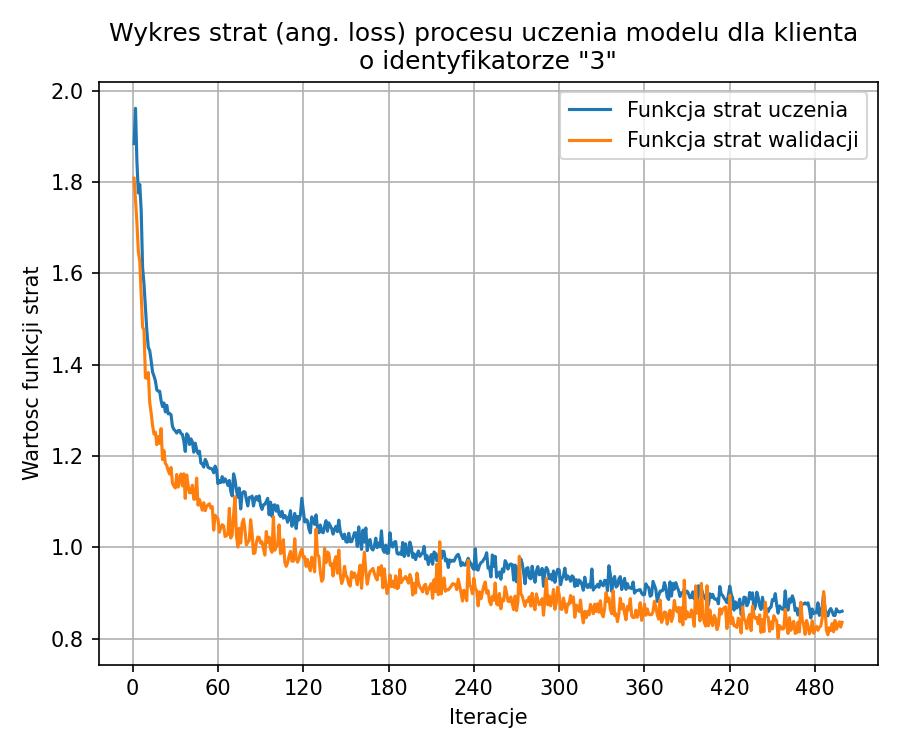 Wykres strat (ang. loss) procesu uczenia modelu dla klienta
o identyfikatorze "3"
Funkcja strat uczenia
Funkcja strat walidacji
Wartosc funkcji strat
2.0
1.8
1.6
1.4
1.2
1.0
0.8
0 60 120 180 240 300 360 420 480
Iteracje